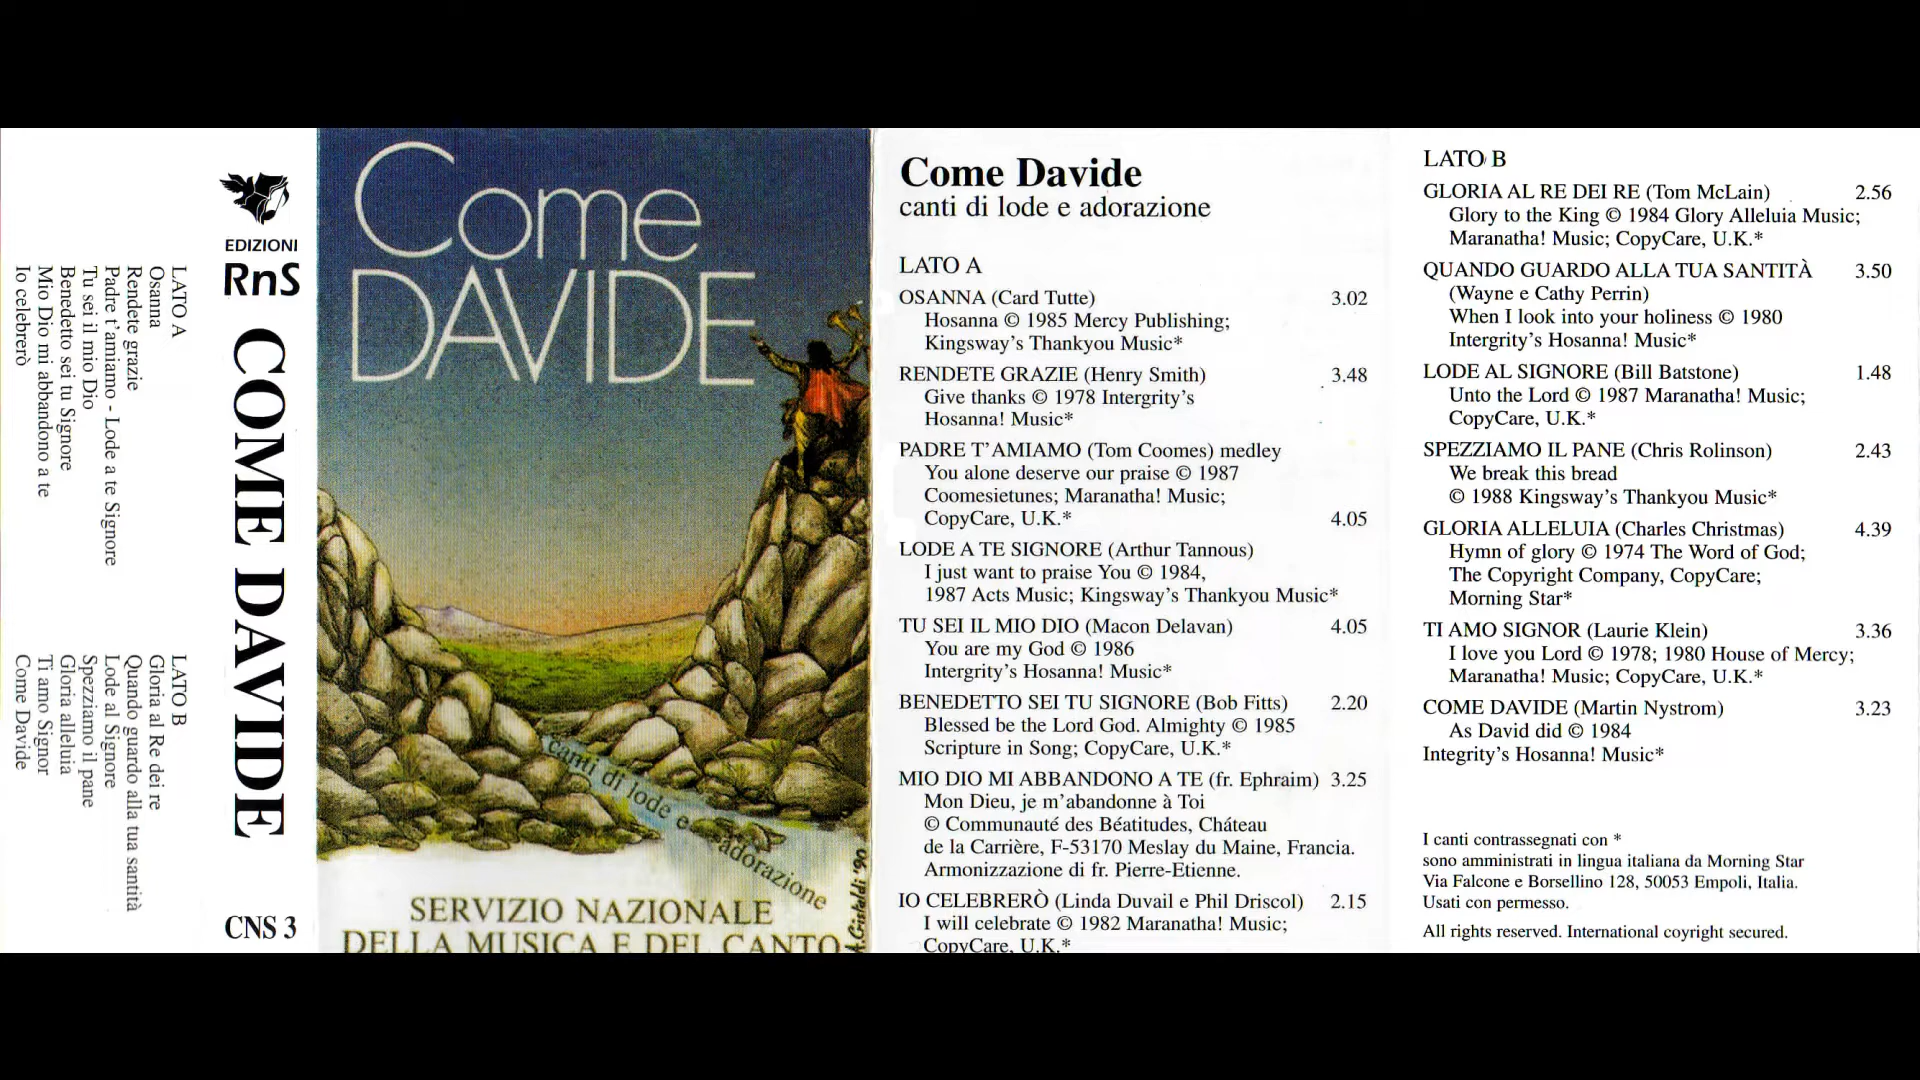 LATO A
Osanna
Rendete grazie
Padre t'amiamo - Lode a te Signore
Tu sei il mio Dio
Benedetto sei tu Signore
Mio Dio mi abbandono a te
Io celebrerò
LATO B
Gloria al Re dei re
Quando guardo alla tua santità
Lode al Signore
Spezziamo il pane
Gloria alleluia
Ti amo Signor
Come Davide
EDIZIONI
RnS
COME DAVIDE
CNS 3
Come
DAVIDE
canti di lode e adorazione
A.Cristaldi '90
SERVIZIO NAZIONALE
DELLA MUSICA E DEL CANTO
Come Davide
canti di lode e adorazione
LATO A
OSANNA (Card Tutte) 3.02
Hosanna © 1985 Mercy Publishing;
Kingsway's Thankyou Music*
RENDETE GRAZIE (Henry Smith) 3.48
Give thanks © 1978 Intergrity's
Hosanna! Music*
PADRE T'AMIAMO (Tom Coomes) medley
You alone deserve our praise © 1987
Coomesietunes; Maranatha! Music;
CopyCare, U.K.* 4.05
LODE A TE SIGNORE (Arthur Tannous)
I just want to praise You © 1984,
1987 Acts Music; Kingsway's Thankyou Music*
TU SEI IL MIO DIO (Macon Delavan) 4.05
You are my God © 1986
Intergrity's Hosanna! Music*
BENEDETTO SEI TU SIGNORE (Bob Fitts) 2.20
Blessed be the Lord God. Almighty © 1985
Scripture in Song; CopyCare, U.K.*
MIO DIO MI ABBANDONO A TE (fr. Ephraim) 3.25
Mon Dieu, je m'abandonne à Toi
© Communauté des Béatitudes, Cháteau
de la Carrière, F-53170 Meslay du Maine, Francia.
Armonizzazione di fr. Pierre-Etienne.
IO CELEBRERÒ (Linda Duvail e Phil Driscol) 2.15
I will celebrate © 1982 Maranatha! Music;
CopyCare, U.K.*
LATO B
GLORIA AL RE DEI RE (Tom McLain) 2.56
Glory to the King © 1984 Glory Alleluia Music;
Maranatha! Music; CopyCare, U.K.*
QUANDO GUARDO ALLA TUA SANTITÀ 3.50
(Wayne e Cathy Perrin)
When I look into your holiness © 1980
Intergrity's Hosanna! Music*
LODE AL SIGNORE (Bill Batstone) 1.48
Unto the Lord © 1987 Maranatha! Music;
CopyCare, U.K.*
SPEZZIAMO IL PANE (Chris Rolinson) 2.43
We break this bread
© 1988 Kingsway's Thankyou Music*
GLORIA ALLELUIA (Charles Christmas) 4.39
Hymn of glory © 1974 The Word of God;
The Copyright Company, CopyCare;
Morning Star*
TI AMO SIGNOR (Laurie Klein) 3.36
I love you Lord © 1978; 1980 House of Mercy;
Maranatha! Music; CopyCare, U.K.*
COME DAVIDE (Martin Nystrom) 3.23
As David did © 1984
Integrity's Hosanna! Music*
I canti contrassegnati con *
sono amministrati in lingua italiana da Morning Star
Via Falcone e Borsellino 128, 50053 Empoli, Italia.
Usati con permesso.
All rights reserved. International coyright secured.